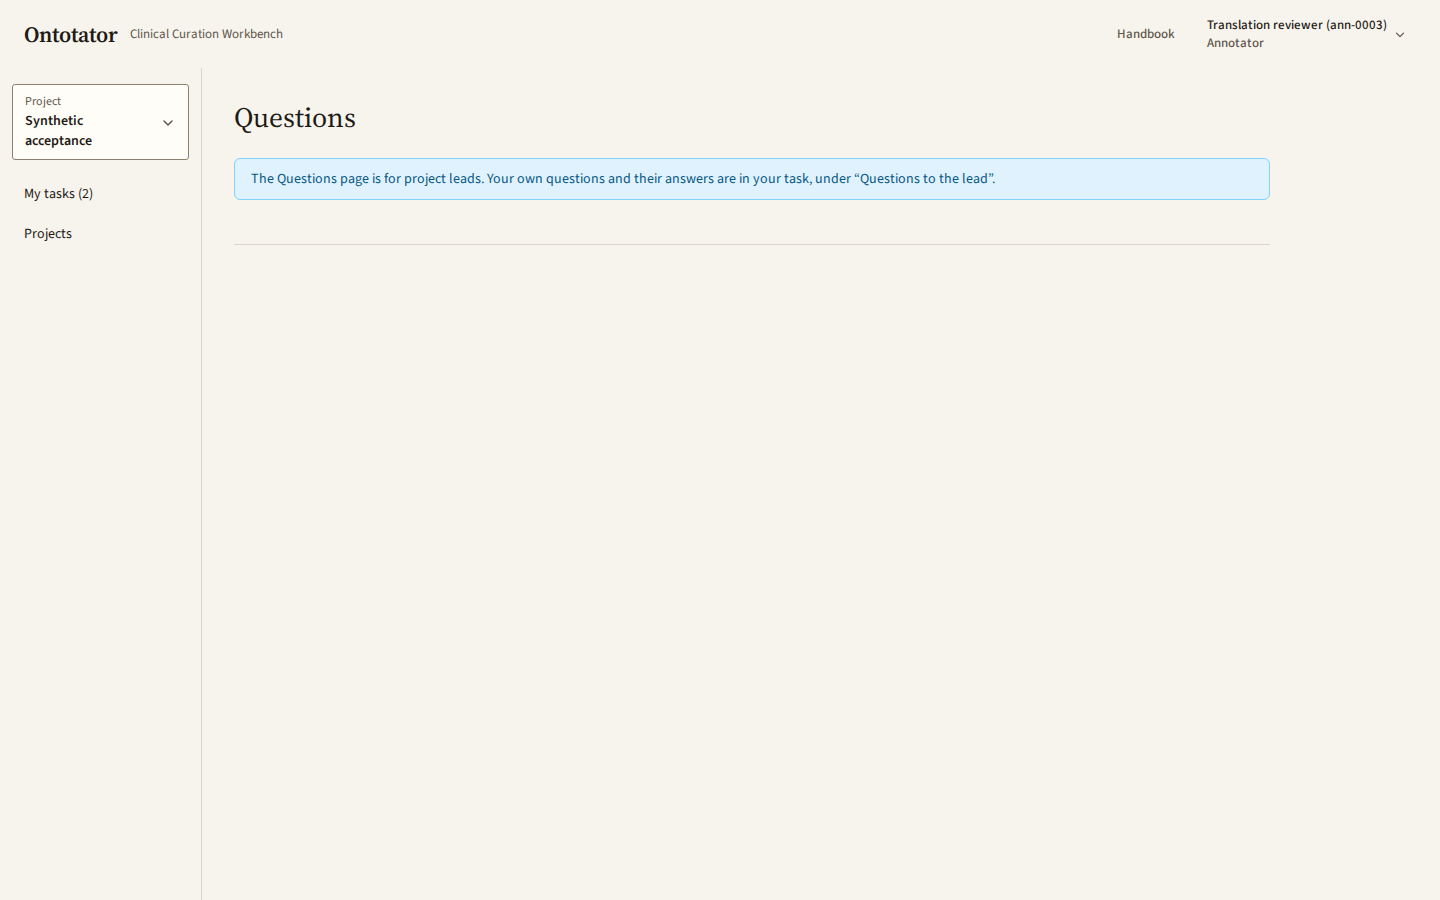 Ontotator
Clinical Curation Workbench
Handbook
Translation reviewer (ann-0003)
Annotator
Project
Synthetic
acceptance
My tasks (2)
Projects
Questions
The Questions page is for project leads. Your own questions and their answers are in your task, under “Questions to the lead”.